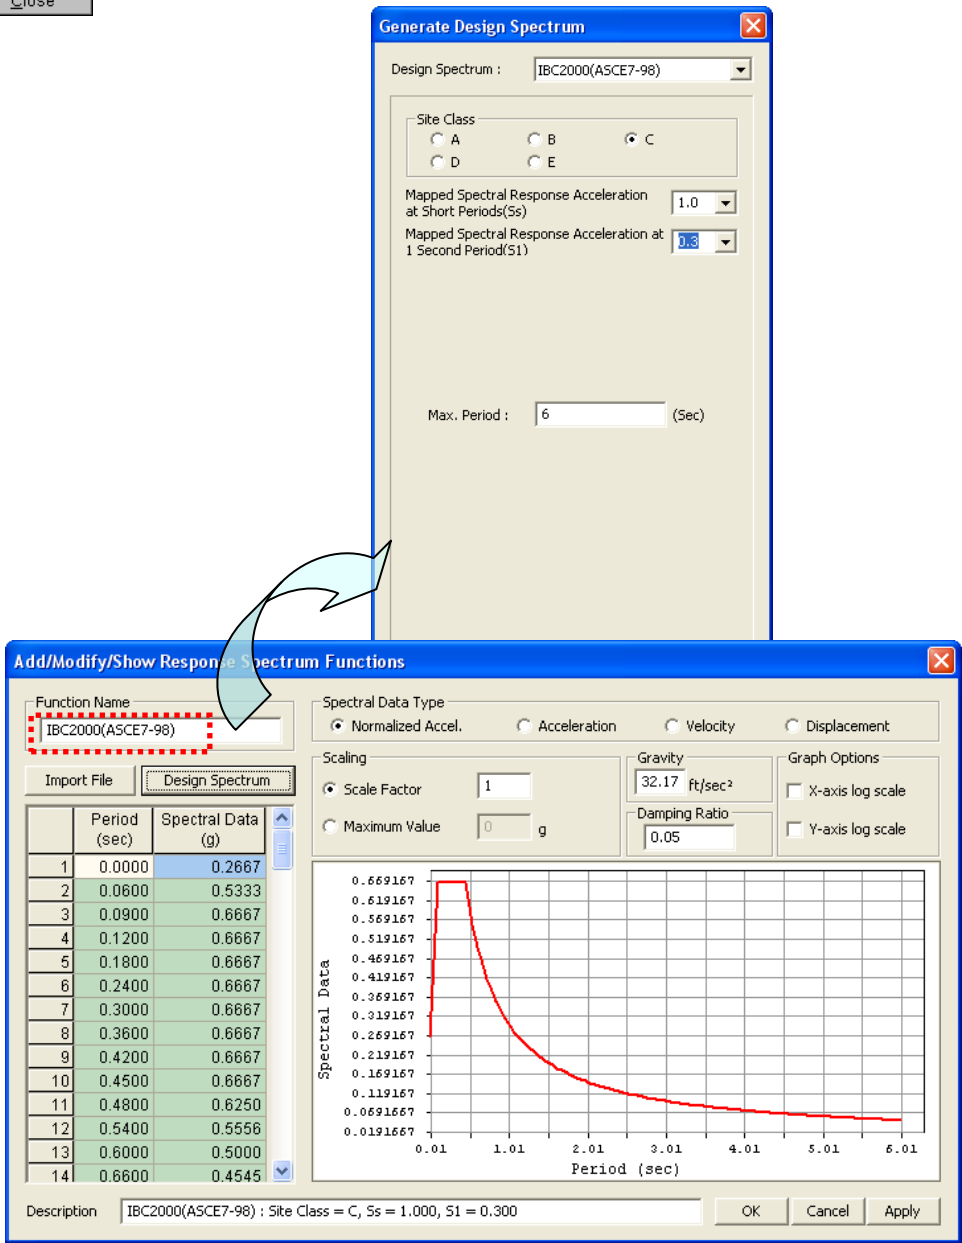 Close
Generate Design Spectrum
Design Spectrum : IBC2000(ASCE7-98)
Site Class
A B C
D E
Mapped Spectral Response Acceleration
at Short Periods(Ss) 1.0
Mapped Spectral Response Acceleration at
1 Second Period(S1) 0.3
Max. Period : 6 (Sec)
Add/Modify/Show Response Spectrum Functions
Function Name
IBC2000(ASCE7-98)
Import File Design Spectrum
Spectral Data Type
Normalized Accel. Acceleration Velocity Displacement
Scaling
Scale Factor 1
Maximum Value 0 g
Gravity
32.17 ft/sec²
Damping Ratio
0.05
Graph Options
X-axis log scale
Y-axis log scale
Period Spectral Data
(sec) (g)
1 0.0000 0.2667
2 0.0600 0.5333
3 0.0900 0.6667
4 0.1200 0.6667
5 0.1800 0.6667
6 0.2400 0.6667
7 0.3000 0.6667
8 0.3600 0.6667
9 0.4200 0.6667
10 0.4500 0.6667
11 0.4800 0.6250
12 0.5400 0.5556
13 0.6000 0.5000
14 0.6600 0.4545
Spectral Data
0.669167
0.619167
0.569167
0.519167
0.469167
0.419167
0.369167
0.319167
0.269167
0.219167
0.169167
0.119167
0.0691667
0.0191667
0.01 1.01 2.01 3.01 4.01 5.01 6.01
Period (sec)
Description IBC2000(ASCE7-98) : Site Class = C, Ss = 1.000, S1 = 0.300
OK Cancel Apply